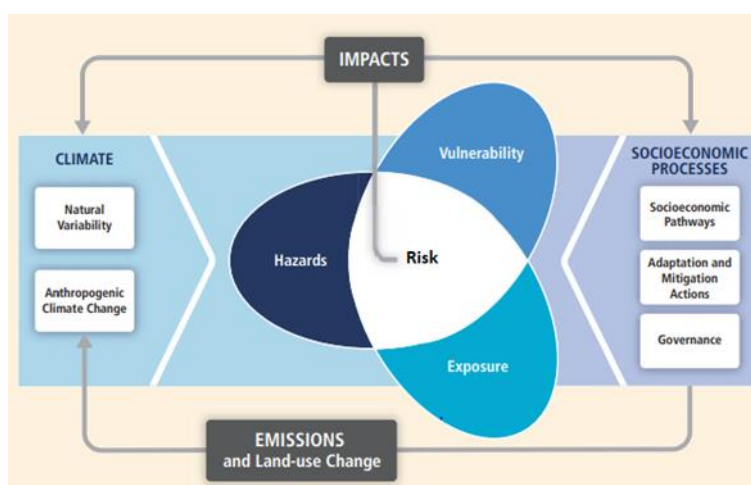 IMPACTS
CLIMATE
Natural
Variability
Anthropogenic
Climate Change
Vulnerability
Hazards
Risk
Exposure
SOCIOECONOMIC
PROCESSES
Socioeconomic
Pathways
Adaptation and
Mitigation
Actions
Governance
EMISSIONS
and Land-use Change